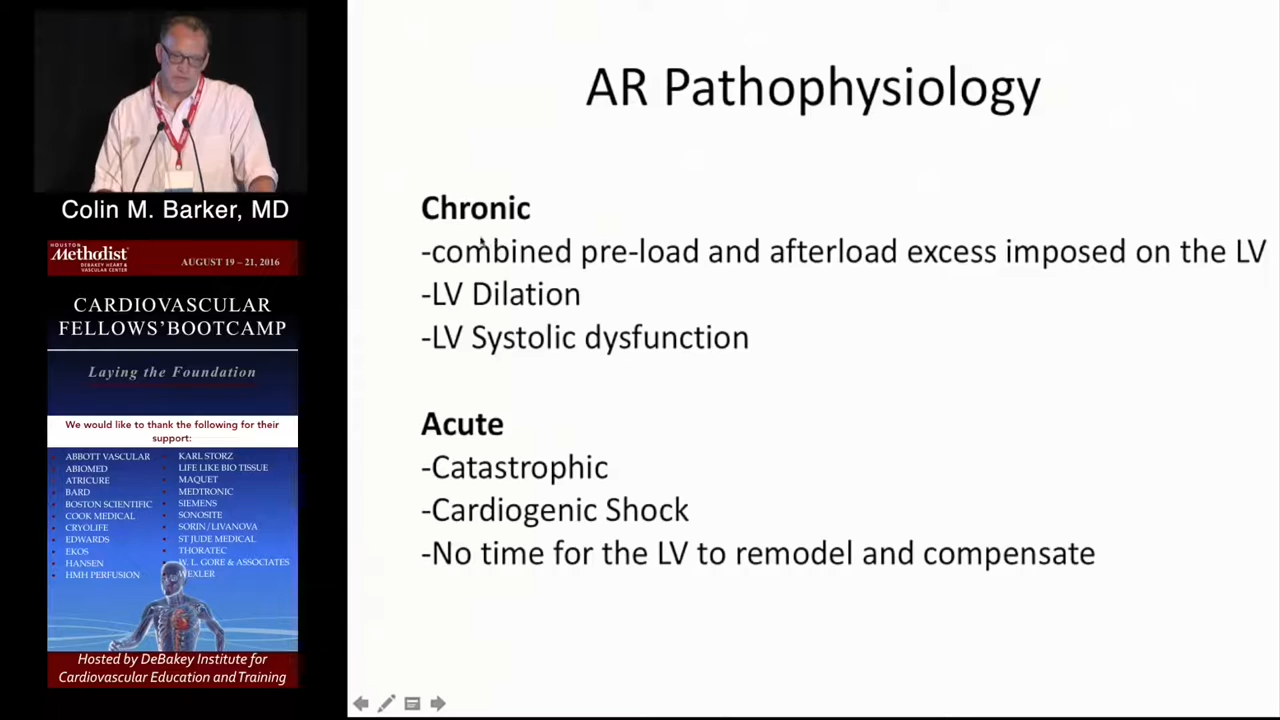 Colin M. Barker, MD
HOUSTON
Methodist
DEBAKEY HEART &
VASCULAR CENTER
AUGUST 19 – 21, 2016
CARDIOVASCULAR
FELLOWS’BOOTCAMP
Laying the Foundation
We would like to thank the following for their
support:
ABBOTT VASCULAR
ABIOMED
ATRICURE
BARD
BOSTON SCIENTIFIC
COOK MEDICAL
CRYOLIFE
EDWARDS
EKOS
HANSEN
HMH PERFUSION
KARL STORZ
LIFE LIKE BIO TISSUE
MAQUET
MEDTRONIC
SIEMENS
SONOSITE
SORIN/LIVANOVA
ST JUDE MEDICAL
THORATEC
W. L. GORE & ASSOCIATES
WEXLER
Hosted by DeBakey Institute for
Cardiovascular Education and Training
AR Pathophysiology
Chronic
-combined pre-load and afterload excess imposed on the LV
-LV Dilation
-LV Systolic dysfunction
Acute
-Catastrophic
-Cardiogenic Shock
-No time for the LV to remodel and compensate